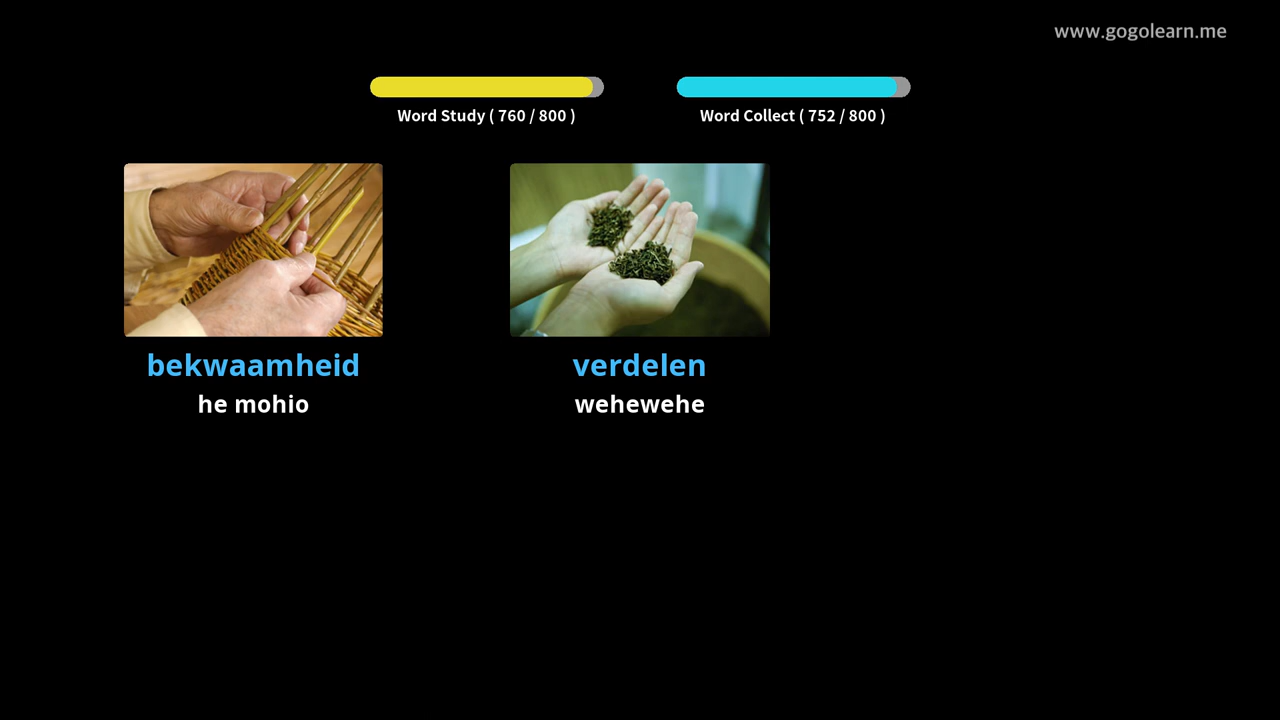 www.gogolearn.me
Word Study ( 760 / 800 )
Word Collect ( 752 / 800 )
bekwaamheid
he mohio
verdelen
wehewehe